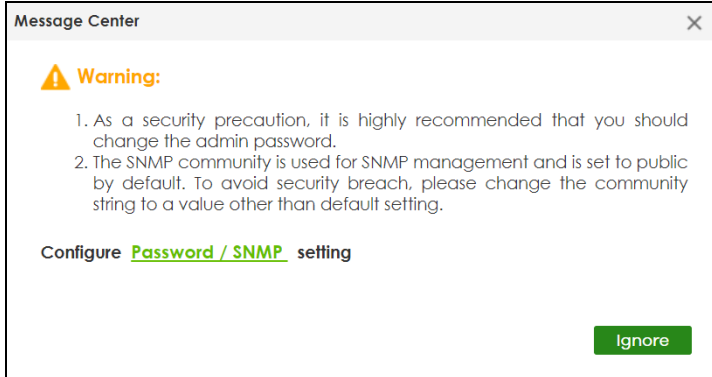 Message Center
Warning:
1. As a security precaution, it is highly recommended that you should
change the admin password.
2. The SNMP community is used for SNMP management and is set to public
by default. To avoid security breach, please change the community
string to a value other than default setting.
Configure Password / SNMP setting
Ignore